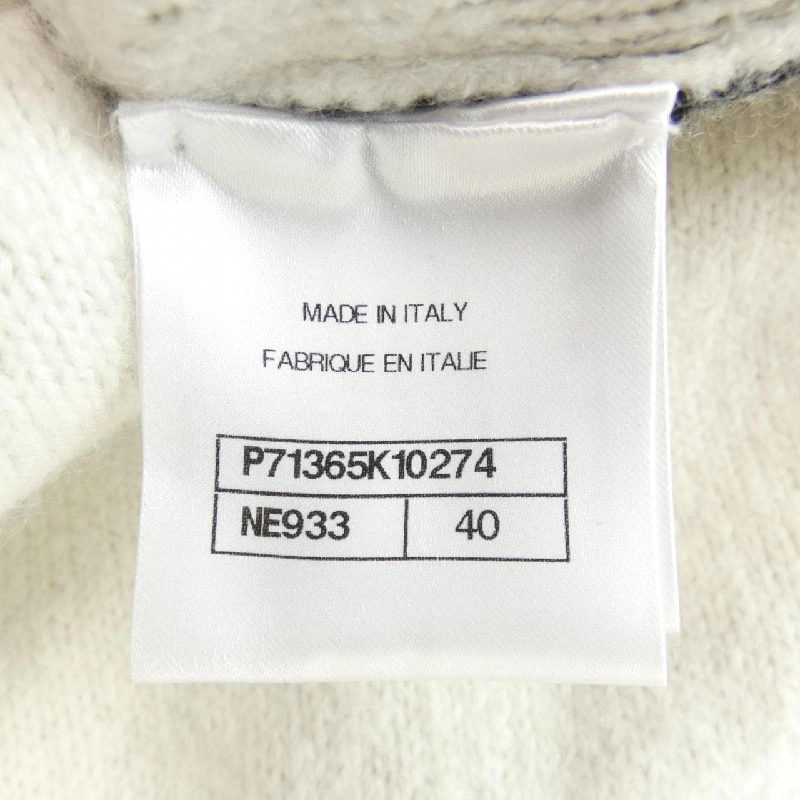 MADE IN ITALY
FABRIQUE EN ITALIE
P71365K10274
NE933 40